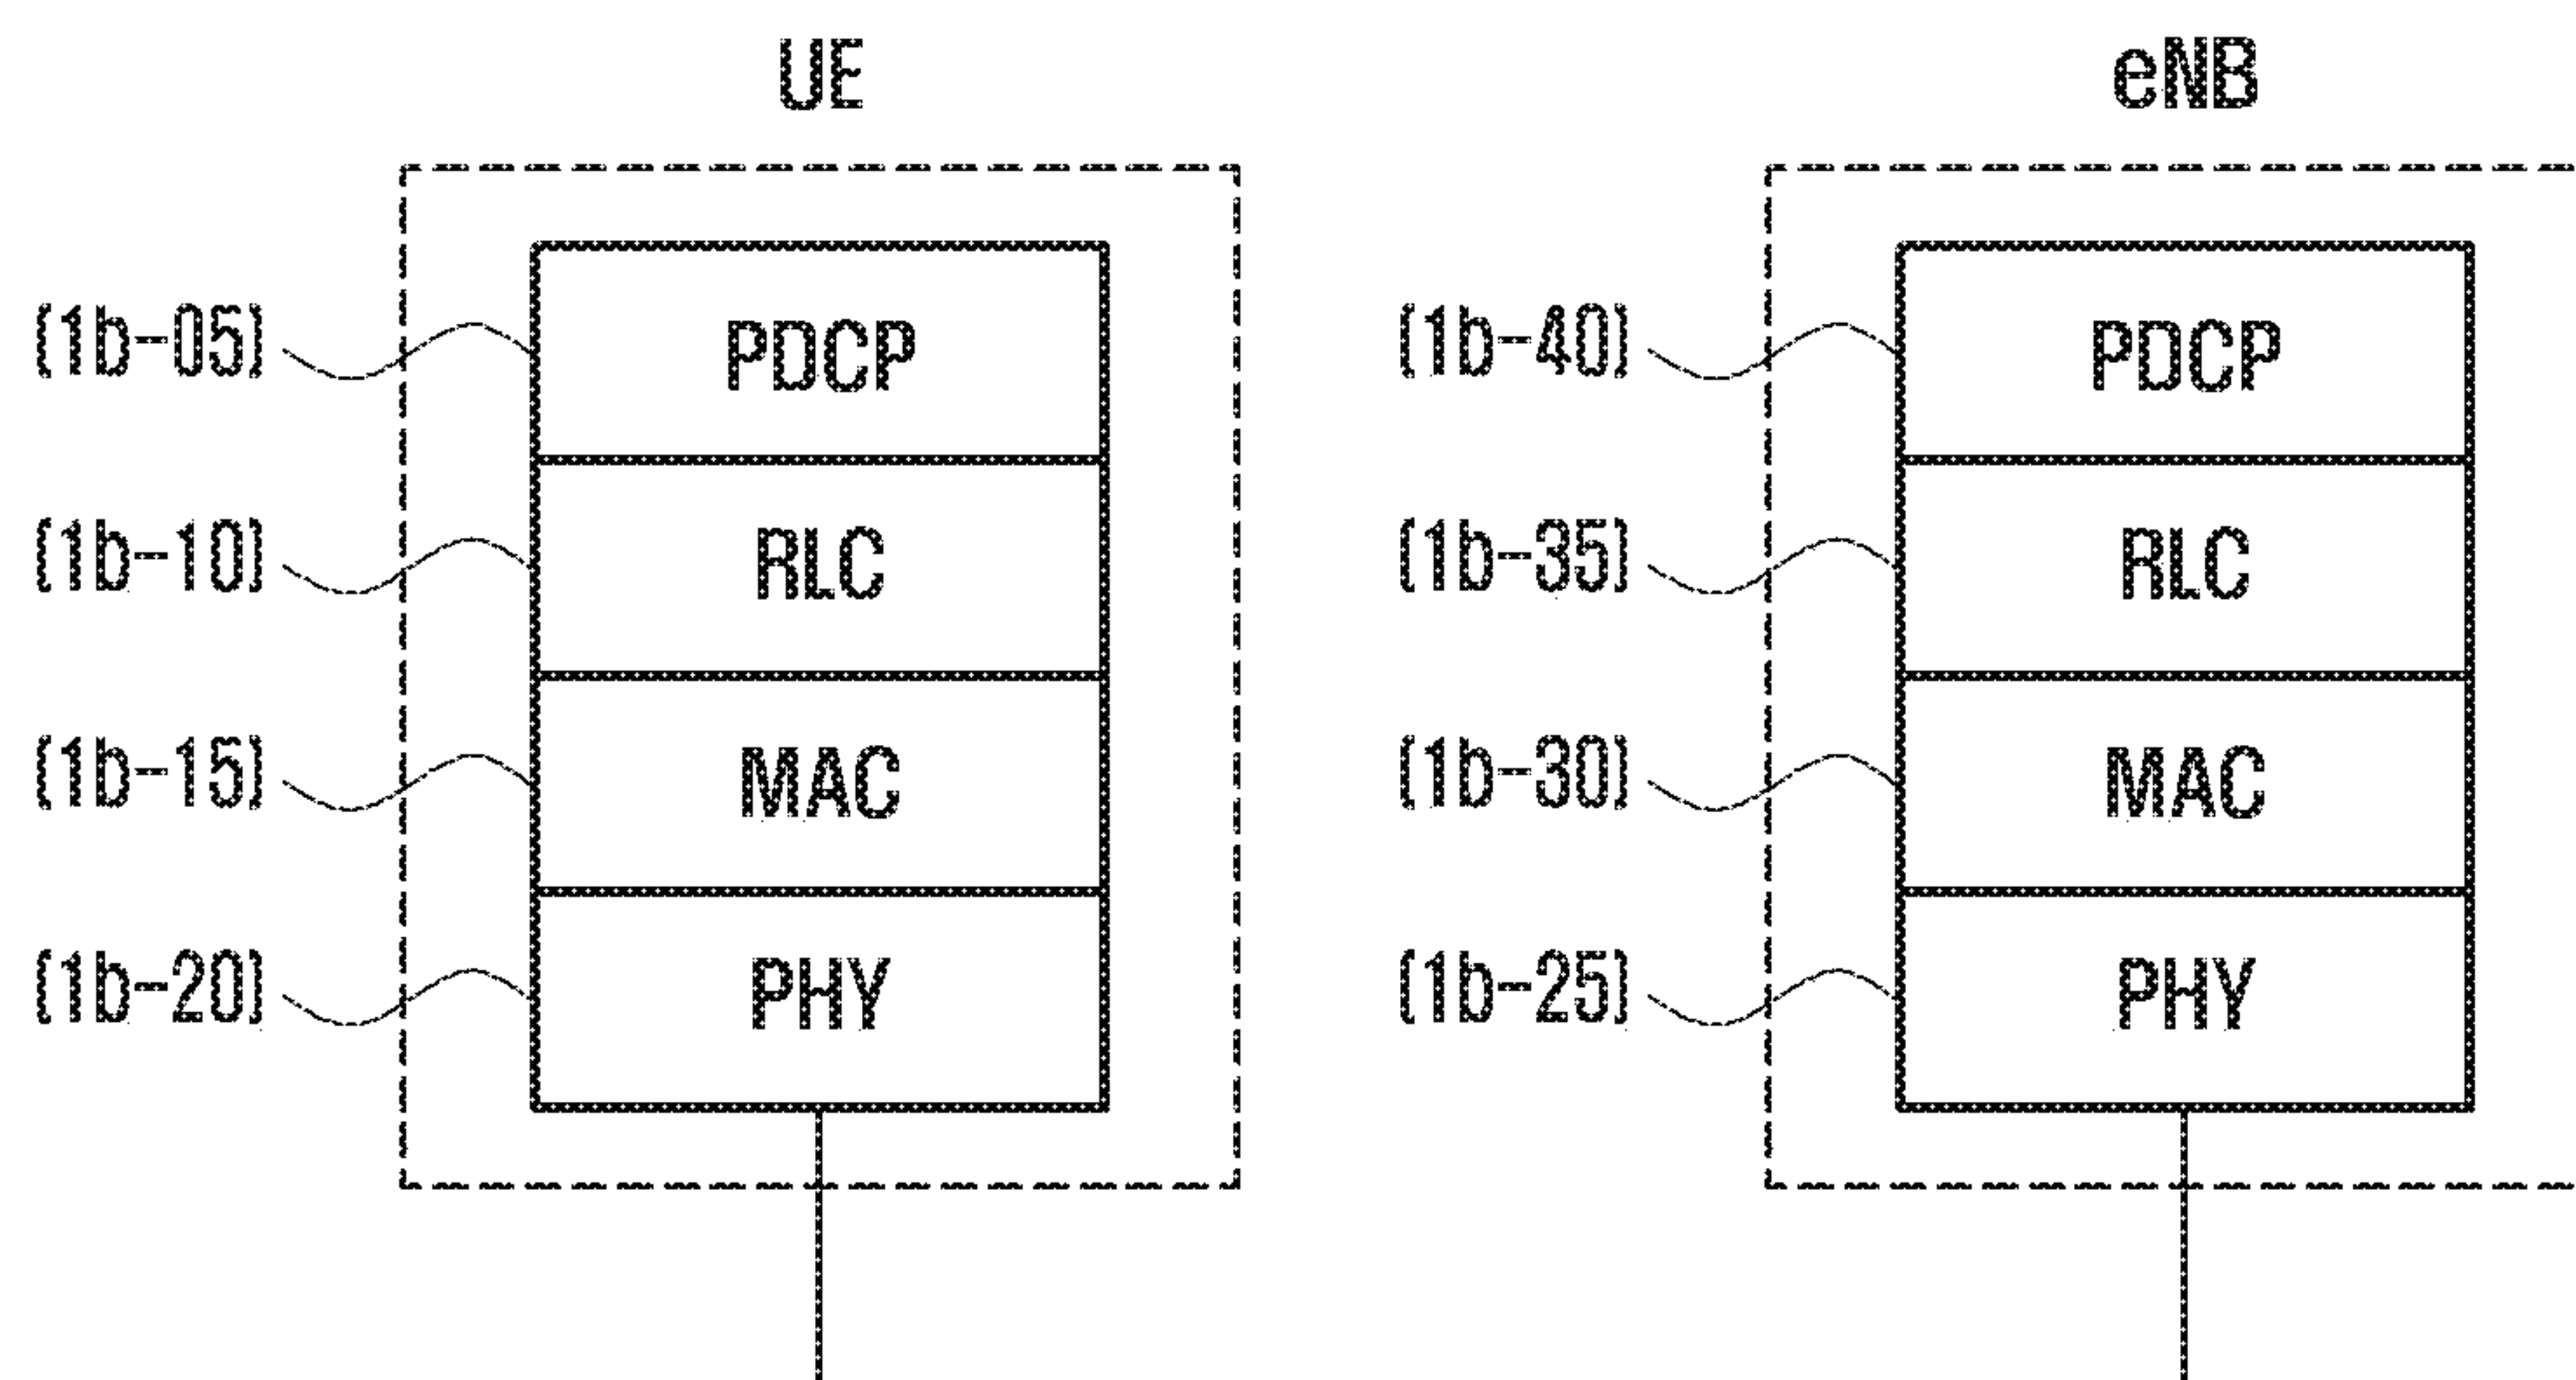 UE
eNB
(1b-05)
PDCP
(1b-40)
PDCP
(1b-10)
RLC
(1b-35)
RLC
(1b-15)
MAC
(1b-30)
MAC
(1b-20)
PHY
(1b-25)
PHY